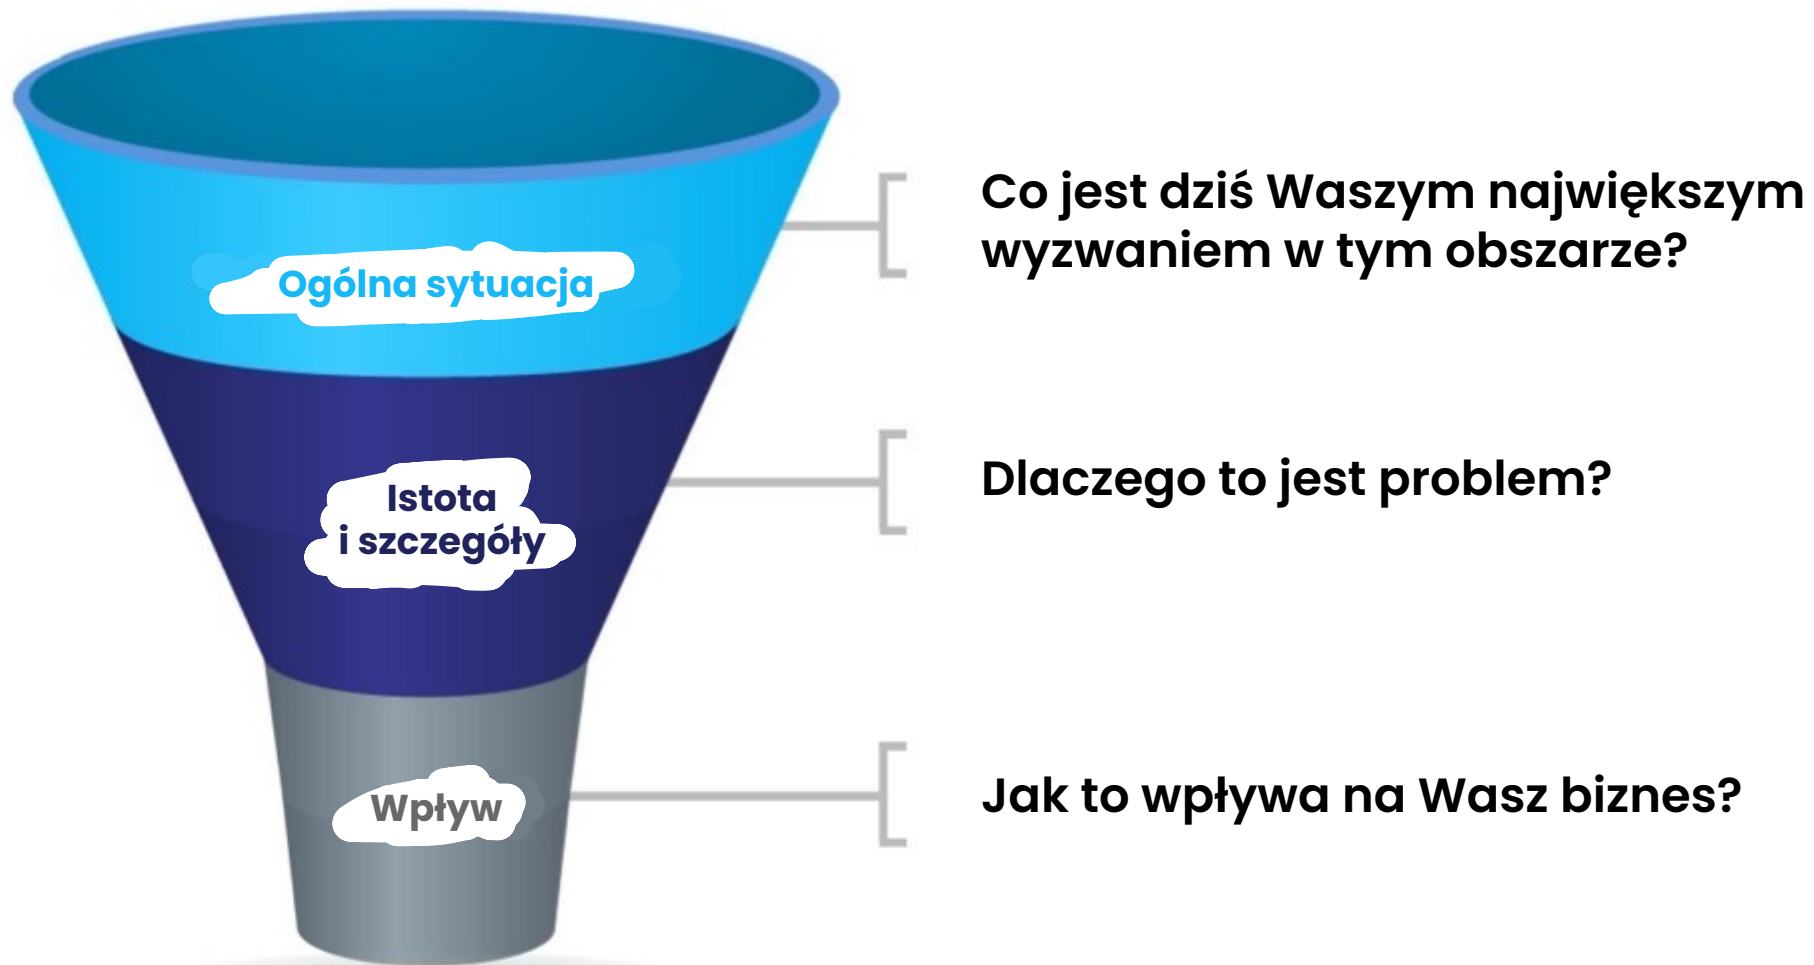 Ogólna sytuacja
Co jest dziś Waszym największym
wyzwaniem w tym obszarze?
Istota
i szczegóły
Dlaczego to jest problem?
Wpływ
Jak to wpływa na Wasz biznes?